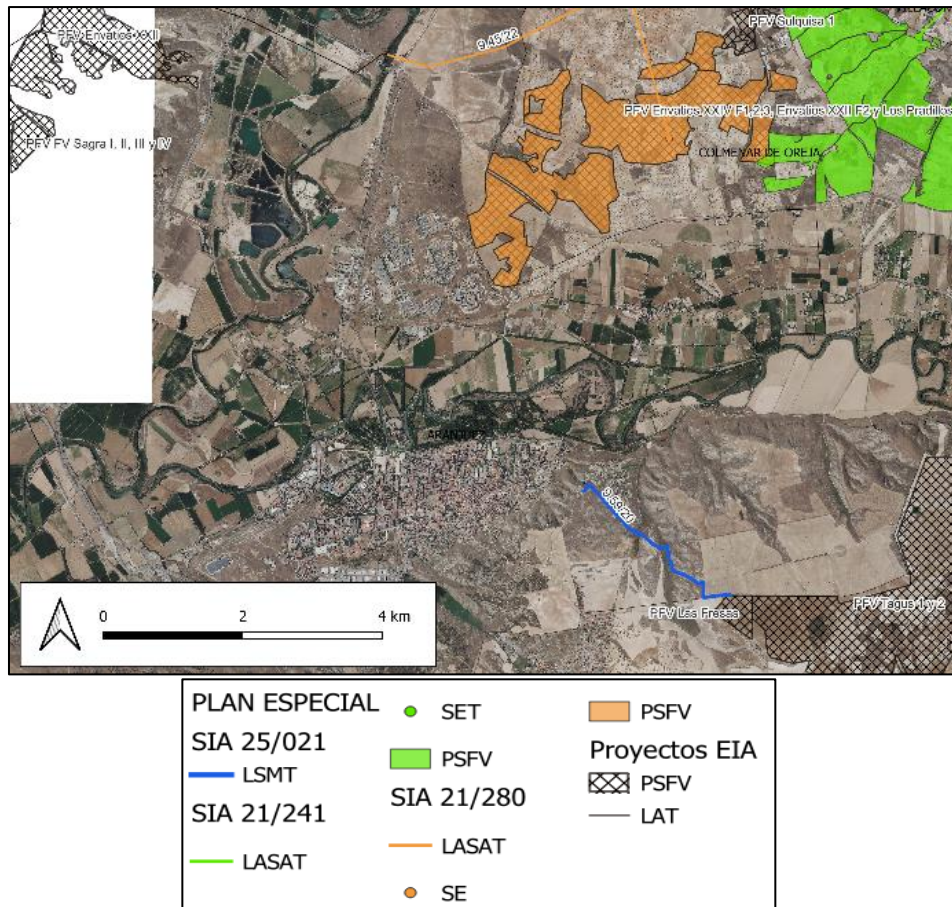 PFV Envatios XXII
PFV Sulquisa 1
9.45'22
PFV Envatios XXIV F1,2,3, Envatios XXII F2 y Los Pradillos
PFV FV Sagra I, II, III y IV
COLMENAR DE OREJA
ARANJUEZ
9.59'20
PFV Las Fresas
PFV Tagus 1 y 2
0 2 4 km
PLAN ESPECIAL
SIA 25/021
LSMT
SIA 21/241
LASAT
SET
PSFV
SIA 21/280
LASAT
SE
PSFV
Proyectos EIA
PSFV
LAT